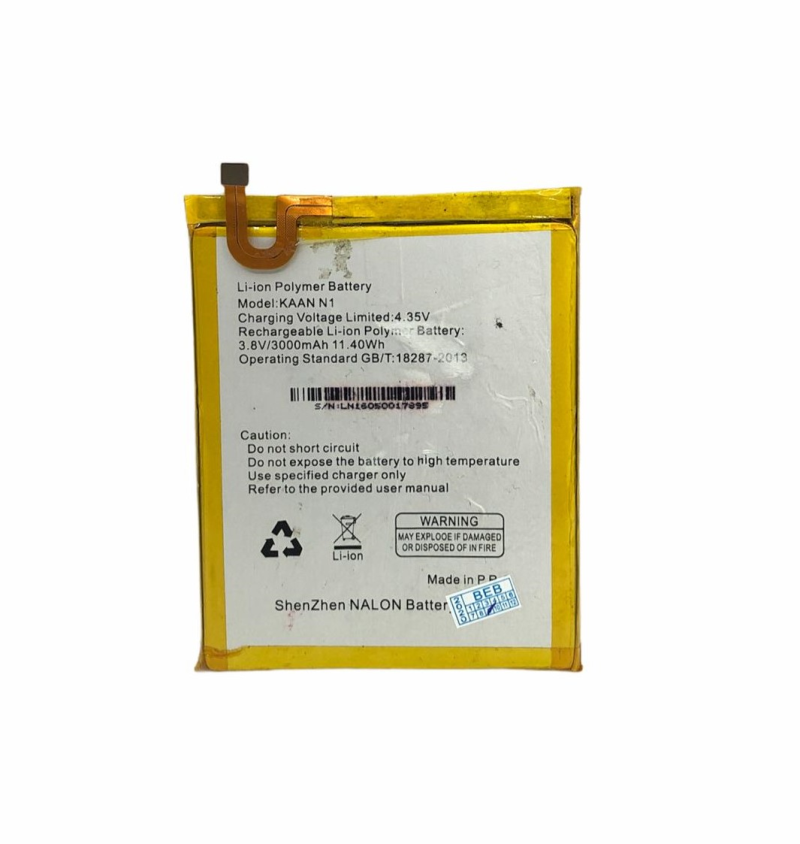 Li-ion Polymer Battery
Model:KAAN N1
Charging Voltage Limited:4.35V
Rechargeable Li-ion Polymer Battery:
3.8V/3000mAh 11.40Wh
Operating Standard GB/T:18287-2013
S/N:LN16050017895
Caution:
Do not short circuit
Do not expose the battery to high temperature
Use specified charger only
Refer to the provided user manual
Li-ion
WARNING
MAY EXPLOOE IF DAMAGED
OR DISPOSED OF IN FIRE
Made in P.R
ShenZhen NALON Batter
BEB